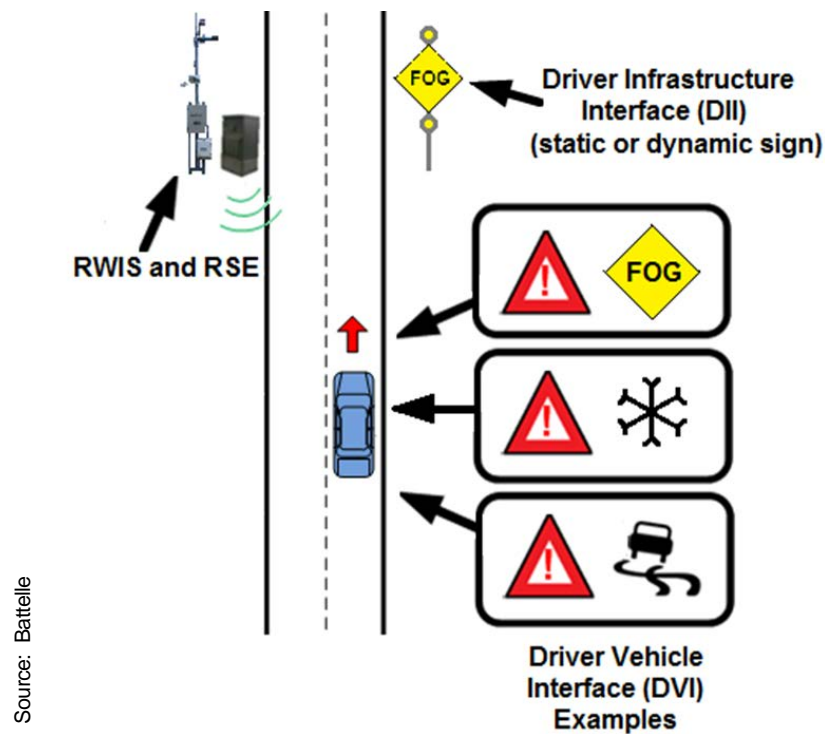 FOG
Driver Infrastructure
Interface (DII)
(static or dynamic sign)
RWIS and RSE
!
FOG
!
!
Driver Vehicle
Interface (DVI)
Examples
Source: Battelle